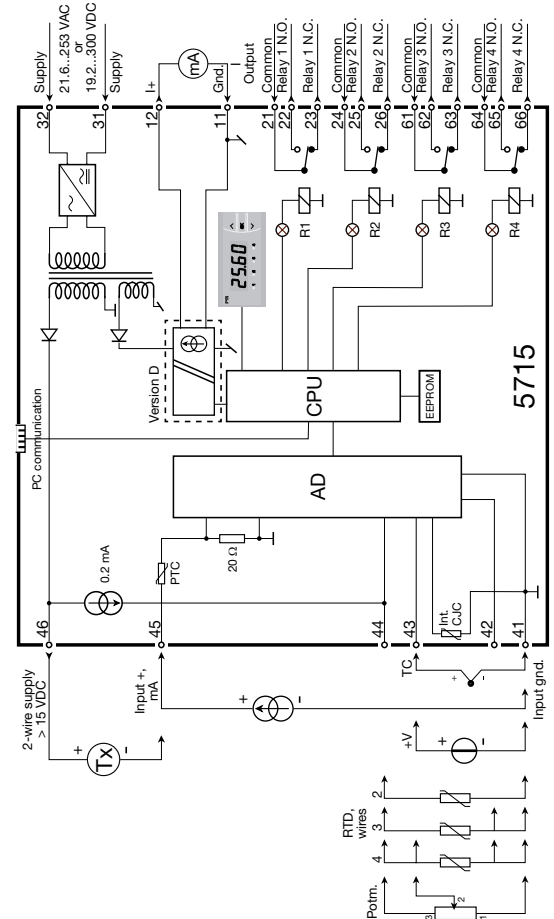 Supply
21.6...253 VAC
or
19.2...300 VDC
Supply
32
31
I+
mA
Gnd.
Output
12
11
Common
Relay 1 N.O.
Relay 1 N.C.
21
22
23
Common
Relay 2 N.O.
Relay 2 N.C.
24
25
26
Common
Relay 3 N.O.
Relay 3 N.C.
61
62
63
Common
Relay 4 N.O.
Relay 4 N.C.
64
65
66
R1
R2
R3
R4
PR
25.60
Version D
PC communication
CPU
EEPROM
5715
AD
0.2 mA
PTC
20 Ω
Int.
CJC
46
45
44
43
42
41
2-wire supply
> 15 VDC
+
Tx
-
Input +,
mA
+
-
TC
+
-
Input gnd.
+V
+
-
RTD,
wires
2
3
4
Potm.
3
2
1